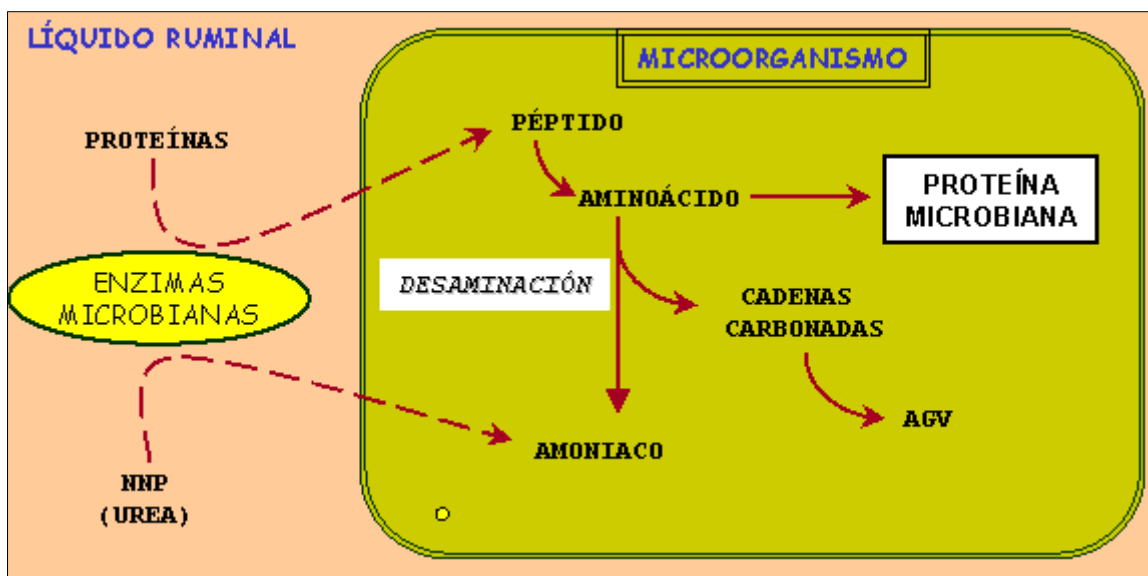 LÍQUIDO RUMINAL
MICROORGANISMO
PROTEÍNAS
PÉPTIDO
AMINOÁCIDO
PROTEÍNA
MICROBIANA
ENZIMAS
MICROBIANAS
DESAMINACIÓN
CADENAS
CARBONADAS
AGV
AMONIACO
NNP
(UREA)